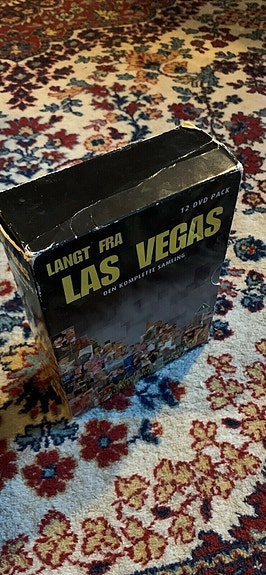 12 DVD PACK
LANGT FRA
LAS VEGAS
DEN KOMPLETTE SAMLING